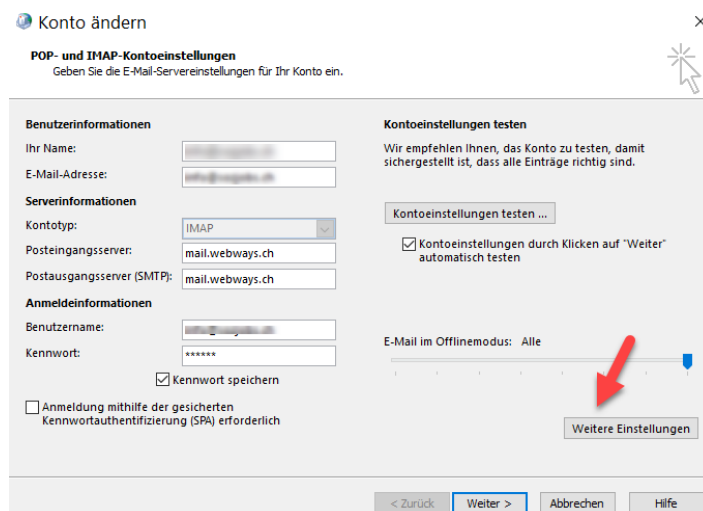 Konto ändern
POP- und IMAP-Kontoeinstellungen
Geben Sie die E-Mail-Servereinstellungen für Ihr Konto ein.
Benutzerinformationen
Ihr Name:
E-Mail-Adresse:
Serverinformationen
Kontotyp: IMAP
Posteingangsserver: mail.webways.ch
Postausgangsserver (SMTP): mail.webways.ch
Anmeldeinformationen
Benutzername:
Kennwort: ******
Kennwort speichern
Anmeldung mithilfe der gesicherten
Kennwortauthentifizierung (SPA) erforderlich
Kontoeinstellungen testen
Wir empfehlen Ihnen, das Konto zu testen, damit
sichergestellt ist, dass alle Einträge richtig sind.
Kontoeinstellungen testen ...
Kontoeinstellungen durch Klicken auf "Weiter"
automatisch testen
E-Mail im Offlinemodus: Alle
Weitere Einstellungen
< Zurück Weiter > Abbrechen Hilfe